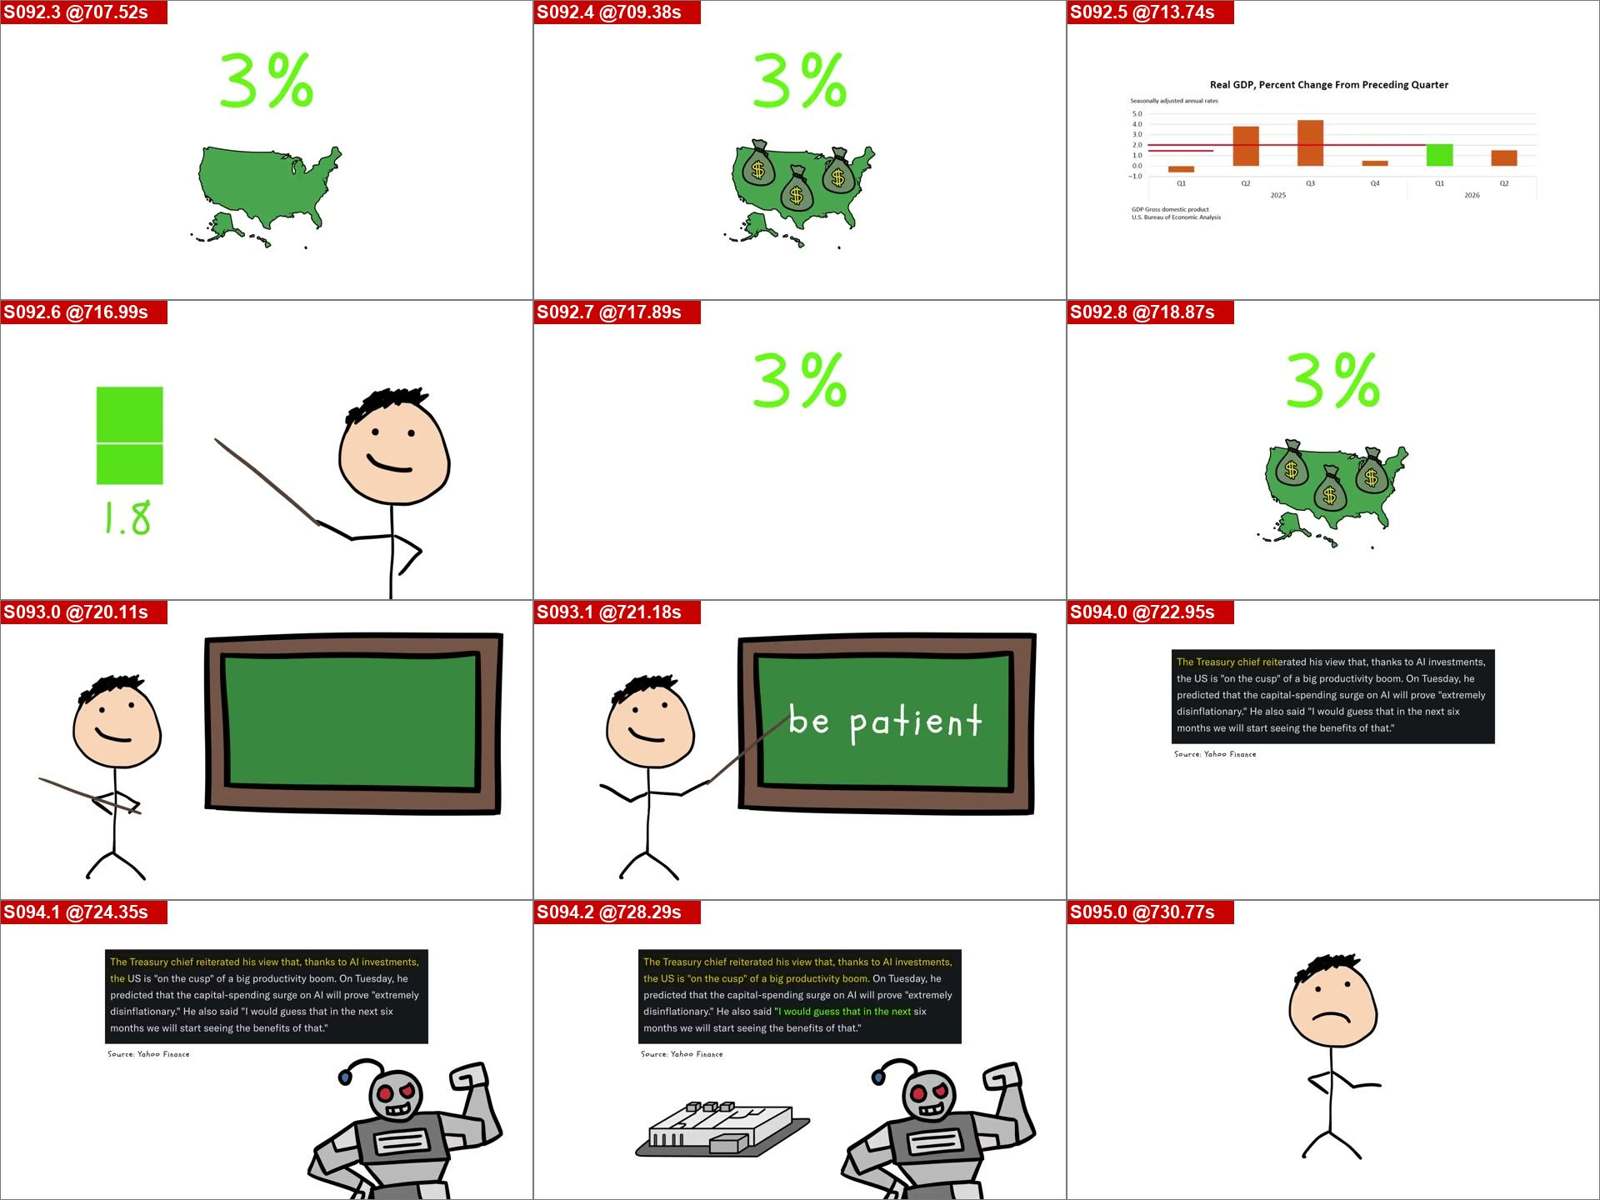 S092.3 @707.52s
3%
S092.4 @709.38s
3%
$
$
$
S092.5 @713.74s
Real GDP, Percent Change From Preceding Quarter
Seasonally adjusted annual rates
5.0
4.0
3.0
2.0
1.0
0.0
-1.0
Q1
Q2
Q3
Q4
Q1
Q2
2025
2026
GDP Gross domestic product
U.S. Bureau of Economic Analysis
S092.6 @716.99s
1.8
S092.7 @717.89s
3%
S092.8 @718.87s
3%
$
$
$
S093.0 @720.11s
S093.1 @721.18s
be patient
S094.0 @722.95s
The Treasury chief reiterated his view that, thanks to AI investments,
the US is "on the cusp" of a big productivity boom. On Tuesday, he
predicted that the capital-spending surge on AI will prove "extremely
disinflationary." He also said "I would guess that in the next six
months we will start seeing the benefits of that."
Source: Yahoo Finance
S094.1 @724.35s
The Treasury chief reiterated his view that, thanks to AI investments,
the US is "on the cusp" of a big productivity boom. On Tuesday, he
predicted that the capital-spending surge on AI will prove "extremely
disinflationary." He also said "I would guess that in the next six
months we will start seeing the benefits of that."
Source: Yahoo Finance
S094.2 @728.29s
The Treasury chief reiterated his view that, thanks to AI investments,
the US is "on the cusp" of a big productivity boom. On Tuesday, he
predicted that the capital-spending surge on AI will prove "extremely
disinflationary." He also said "I would guess that in the next six
months we will start seeing the benefits of that."
Source: Yahoo Finance
S095.0 @730.77s